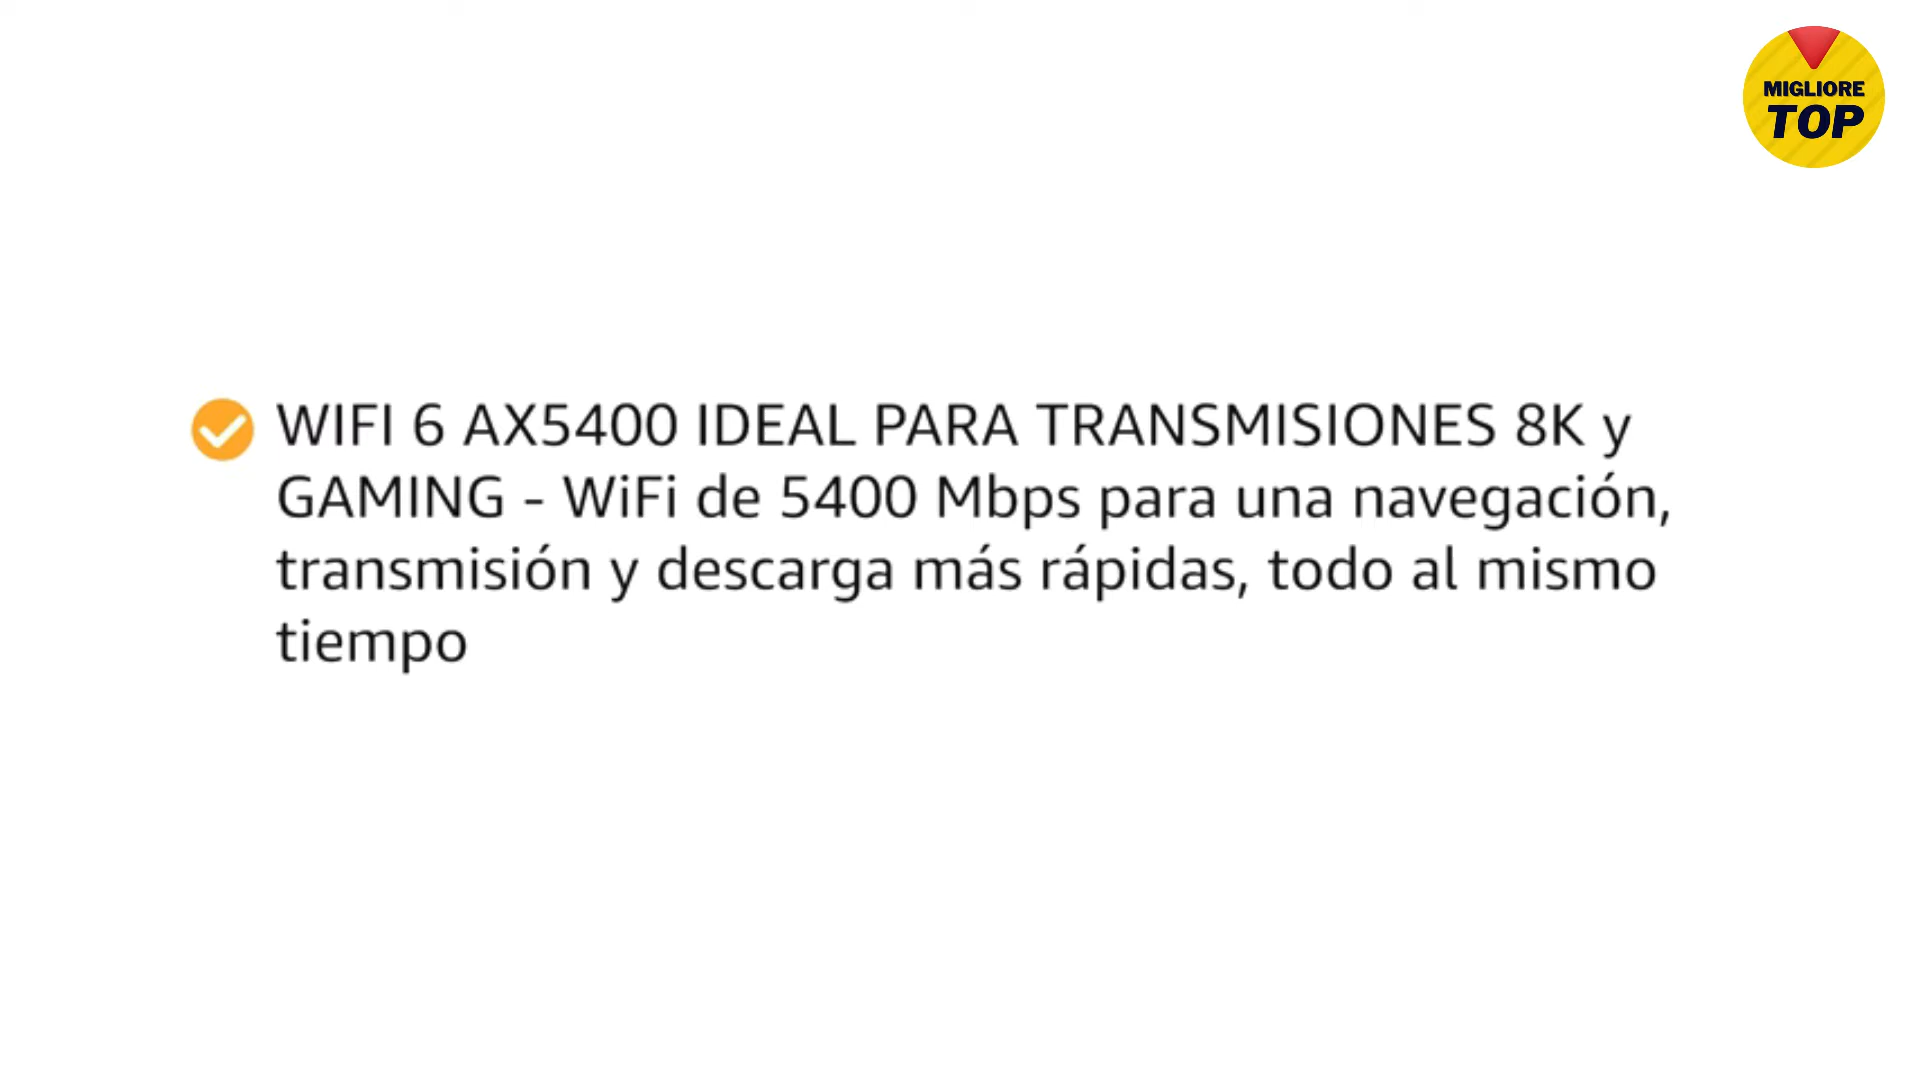 MIGLIORE
TOP
WIFI 6 AX5400 IDEAL PARA TRANSMISIONES 8K y
GAMING - WiFi de 5400 Mbps para una navegación,
transmisión y descarga más rápidas, todo al mismo
tiempo